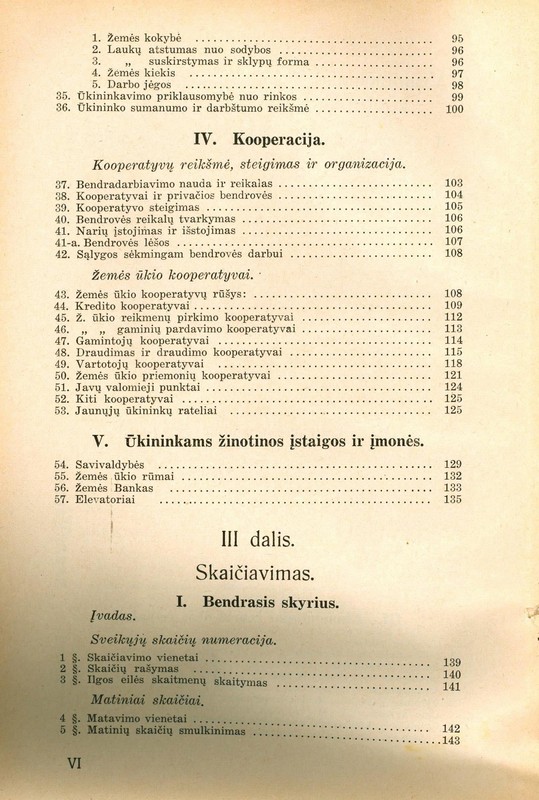 1. Žemės kokybė . . . 95
2. Laukų atstumas nuo sodybos . . . 96
3. „ suskirstymas ir sklypų forma . . . 96
4. Žemės kiekis . . . 97
5. Darbo jėgos . . . 98
35. Ūkininkavimo priklausomybė nuo rinkos . . . 99
36. Ūkininko sumanumo ir darbštumo reikšmė . . . 100
IV. Kooperacija.
Kooperatyvų reikšmė, steigimas ir organizacija.
37. Bendradarbiavimo nauda ir reikalas . . . 103
38. Kooperatyvai ir privačios bendrovės . . . 104
39. Kooperatyvo steigimas . . . 105
40. Bendrovės reikalų tvarkymas . . . 106
41. Narių įstojimas ir išstojimas . . . 106
41-a. Bendrovės lėšos . . . 107
42. Sąlygos sėkmingam bendrovės darbui . . . 108
Žemės ūkio kooperatyvai.
43. Žemės ūkio kooperatyvų rūšys: . . . 108
44. Kredito kooperatyvai . . . 109
45. Ž. ūkio reikmenų pirkimo kooperatyvai . . . 112
46. „ „ gaminių pardavimo kooperatyvai . . . 113
47. Gamintojų kooperatyvai . . . 114
48. Draudimas ir draudimo kooperatyvai . . . 115
49. Vartotojų kooperatyvai . . . 118
50. Žemės ūkio priemonių kooperatyvai . . . 121
51. Javų valomieji punktai . . . 124
52. Kiti kooperatyvai . . . 125
53. Jaunųjų ūkininkų rateliai . . . 125
V. Ūkininkams žinotinos įstaigos ir įmonės.
54. Savivaldybės . . . 129
55. Žemės ūkio rūmai . . . 132
56. Žemės Bankas . . . 133
57. Elevatoriai . . . 135
III dalis.
Skaičiavimas.
I. Bendrasis skyrius.
Įvadas.
Sveikųjų skaičių numeracija.
1 §. Skaičiavimo vienetai . . . 139
2 §. Skaičių rašymas . . . 140
3 §. Ilgos eilės skaitmenų skaitymas . . . 141
Matiniai skaičiai.
4 §. Matavimo vienetai . . . 142
5 §. Matinių skaičių smulkinimas . . . 143
VI